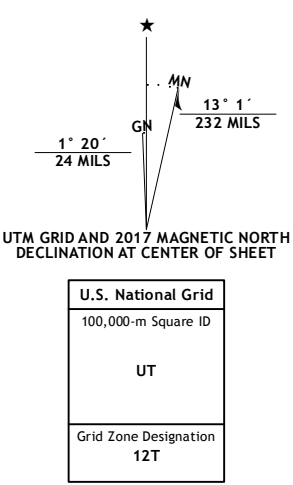 ★
MN
13° 1´
232 MILS
GN
1° 20´
24 MILS
UTM GRID AND 2017 MAGNETIC NORTH
DECLINATION AT CENTER OF SHEET
U.S. National Grid
100,000-m Square ID
UT
Grid Zone Designation
12T